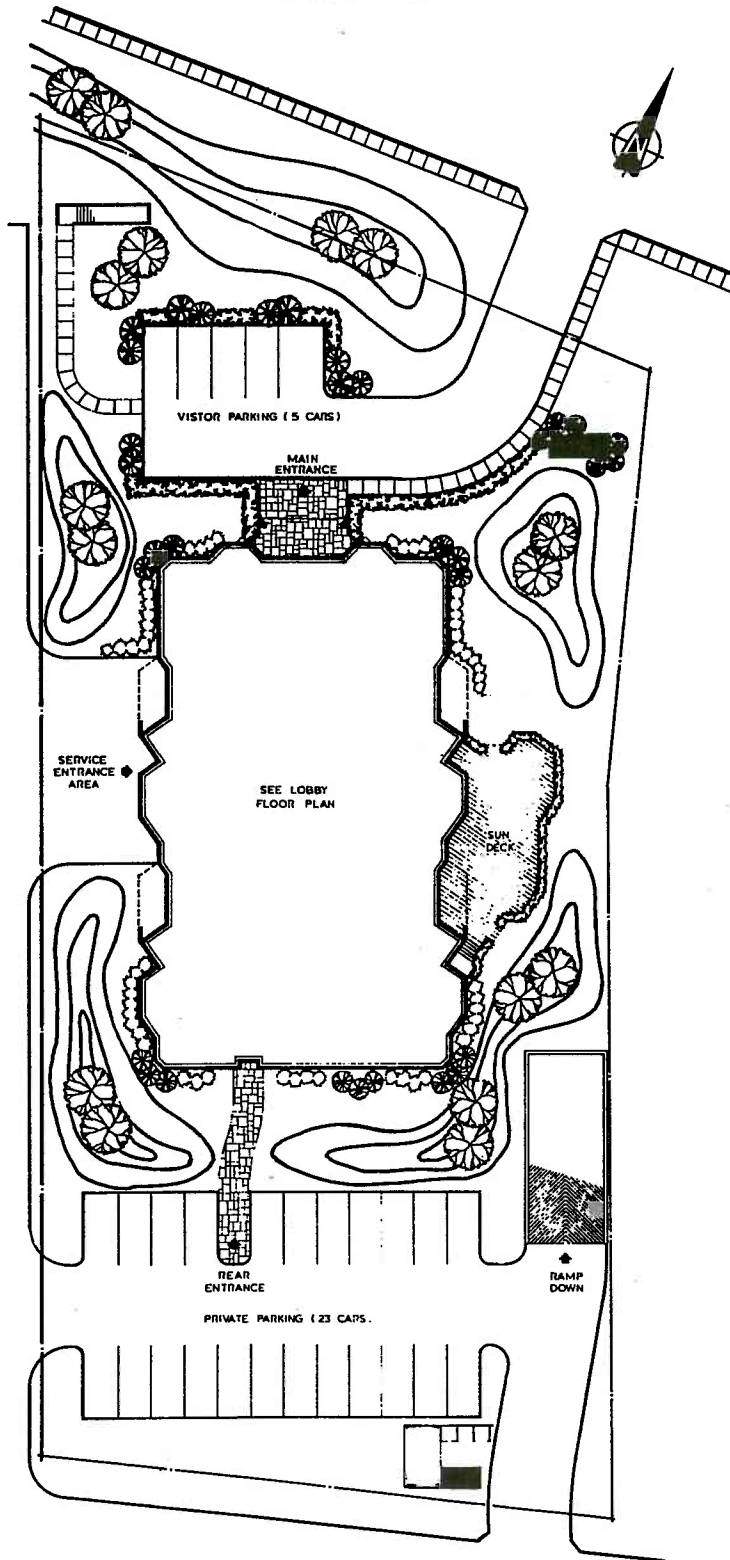 VISTOR PARKING ( 5 CARS)
MAIN
ENTRANCE
SERVICE
ENTRANCE
AREA
SEE LOBBY
FLOOR PLAN
SUN
DECK
REAR
ENTRANCE
RAMP
DOWN
PRIVATE PARKING ( 23 CARS.